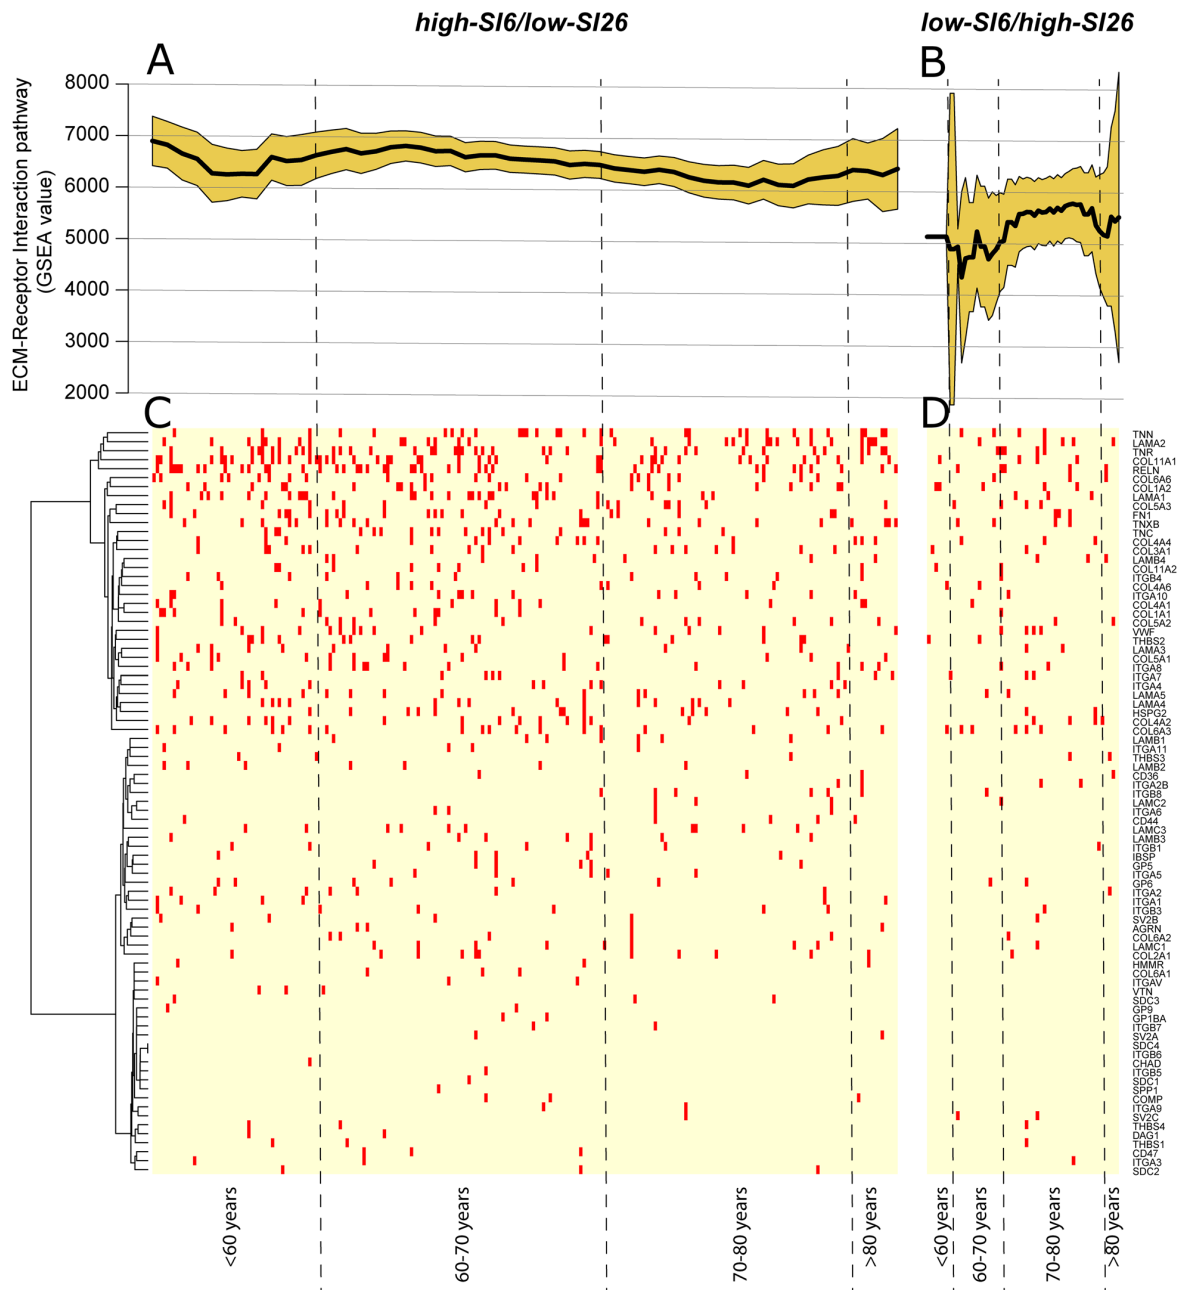 high-SI6/low-SI26
low-SI6/high-SI26
A
B
ECM-Receptor Interaction pathway
(GSEA value)
8000
7000
6000
5000
4000
3000
2000
C
D
TNN
LAMA2
TNR
COL11A1
RELN
COL6A6
COL1A2
LAMA1
COL5A3
FN1
TNXB
TNC
COL4A4
COL3A1
LAMB4
COL11A2
ITGB4
COL4A6
ITGA10
COL4A1
COL1A1
COL5A2
VWF
THBS2
LAMA3
COL5A1
ITGA8
ITGA7
ITGA4
LAMA5
LAMA4
HSPG2
COL4A2
COL6A3
LAMB1
ITGA11
THBS3
LAMB2
CD36
ITGA2B
ITGB8
LAMC2
ITGA6
CD44
LAMC3
LAMB3
ITGB1
IBSP
GP5
ITGA5
GP6
ITGA2
ITGA1
ITGB3
SV2B
AGRN
COL6A2
LAMC1
COL2A1
HMMR
COL6A1
ITGAV
VTN
SDC3
GP9
GP1BA
ITGB7
SV2A
SDC4
ITGB6
CHAD
ITGB5
SDC1
SPP1
COMP
ITGA9
SV2C
THBS4
DAG1
THBS1
CD47
ITGA3
SDC2
<60 years
60-70 years
70-80 years
>80 years
<60 years
60-70 years
70-80 years
>80 years